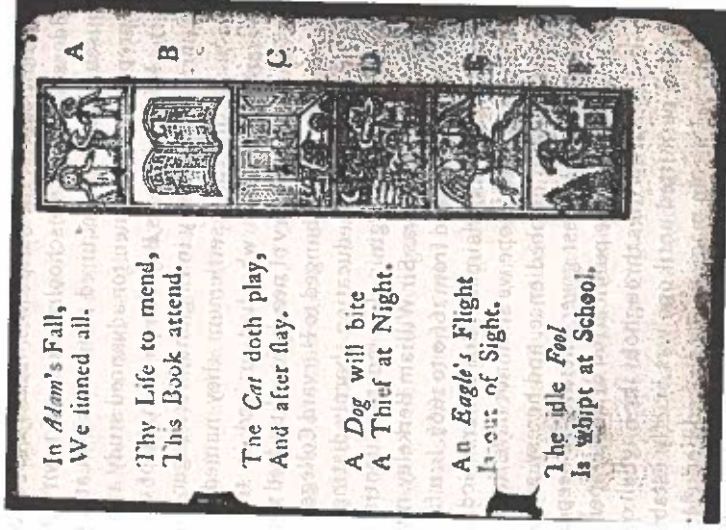 In Adam's Fall,
We ſinned all.
A
Thy Life to mend,
This Book attend.
B
The Cat doth play,
And after ſlay.
C
A Dog will bite
A Thief at Night.
D
An Eagle's Flight
Is out of Sight.
E
The idle Fool
Is whipt at School.
F